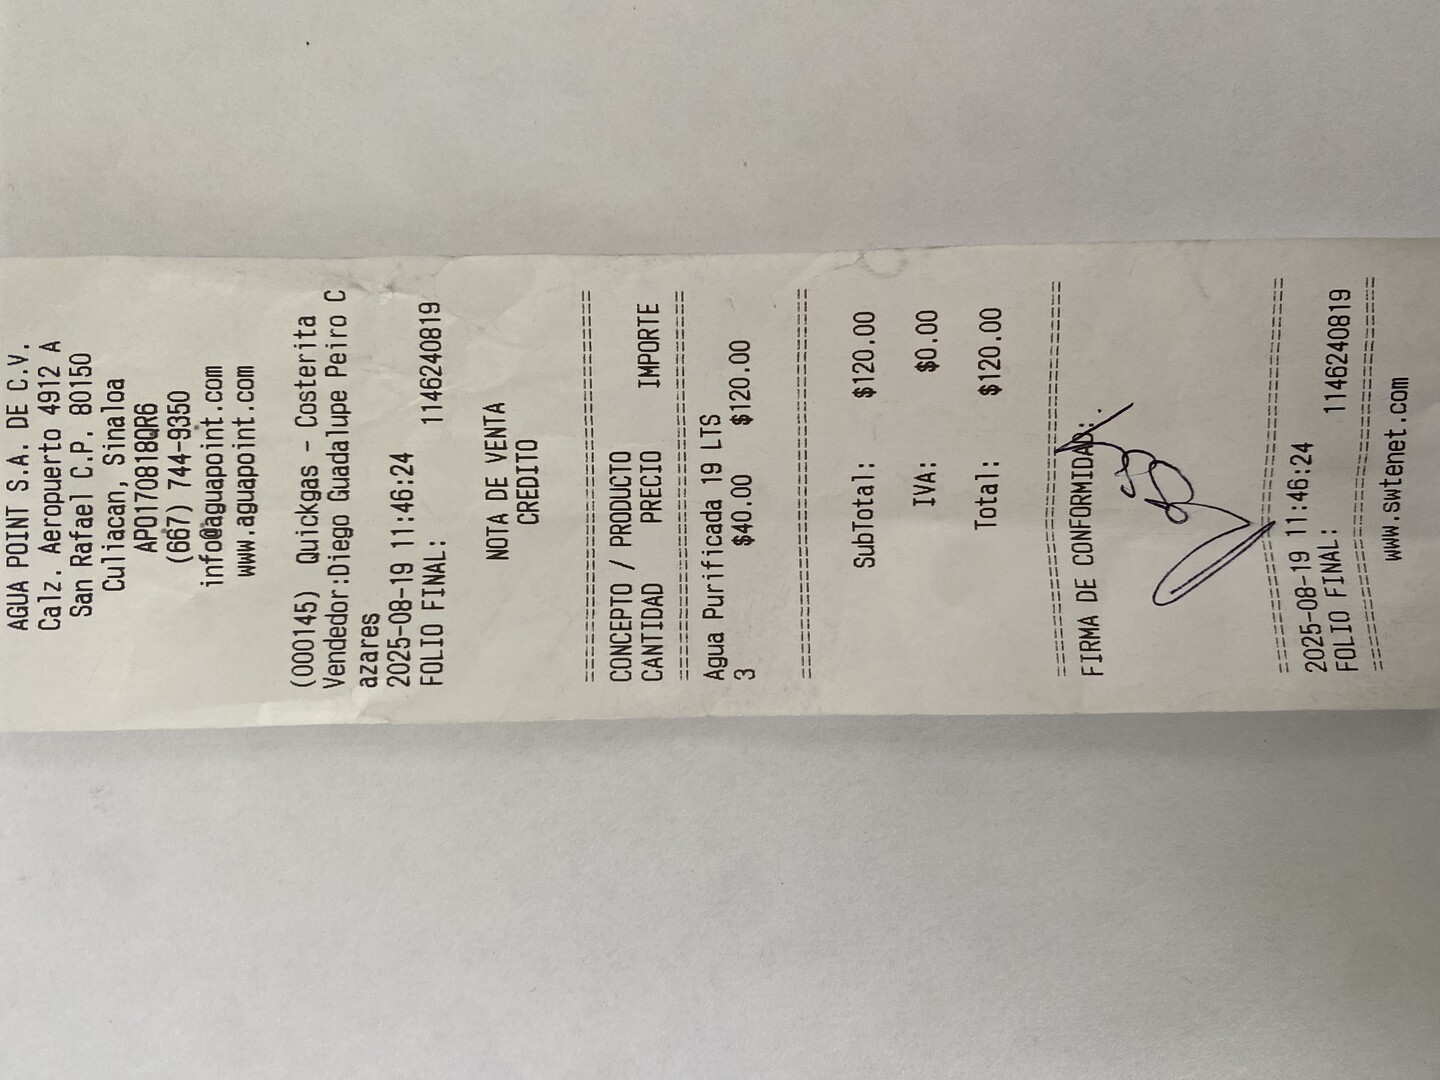 AGUA POINT S.A. DE C.V.
Calz. Aeropuerto 4912 A
San Rafael C.P. 80150
Culiacan, Sinaloa
APO170818QR6
(667) 744-9350
info@aguapoint.com
www.aguapoint.com
(000145) Quickgas - Costerita
Vendedor:Diego Guadalupe Peiro C
azares
2025-08-19 11:46:24
FOLIO FINAL: 1146240819
NOTA DE VENTA
CREDITO
CONCEPTO / PRODUCTO
CANTIDAD PRECIO IMPORTE
Agua Purificada 19 LTS
3 $40.00 $120.00
SubTotal: $120.00
IVA: $0.00
Total: $120.00
FIRMA DE CONFORMIDAD:
2025-08-19 11:46:24
FOLIO FINAL: 1146240819
www.swtenet.com